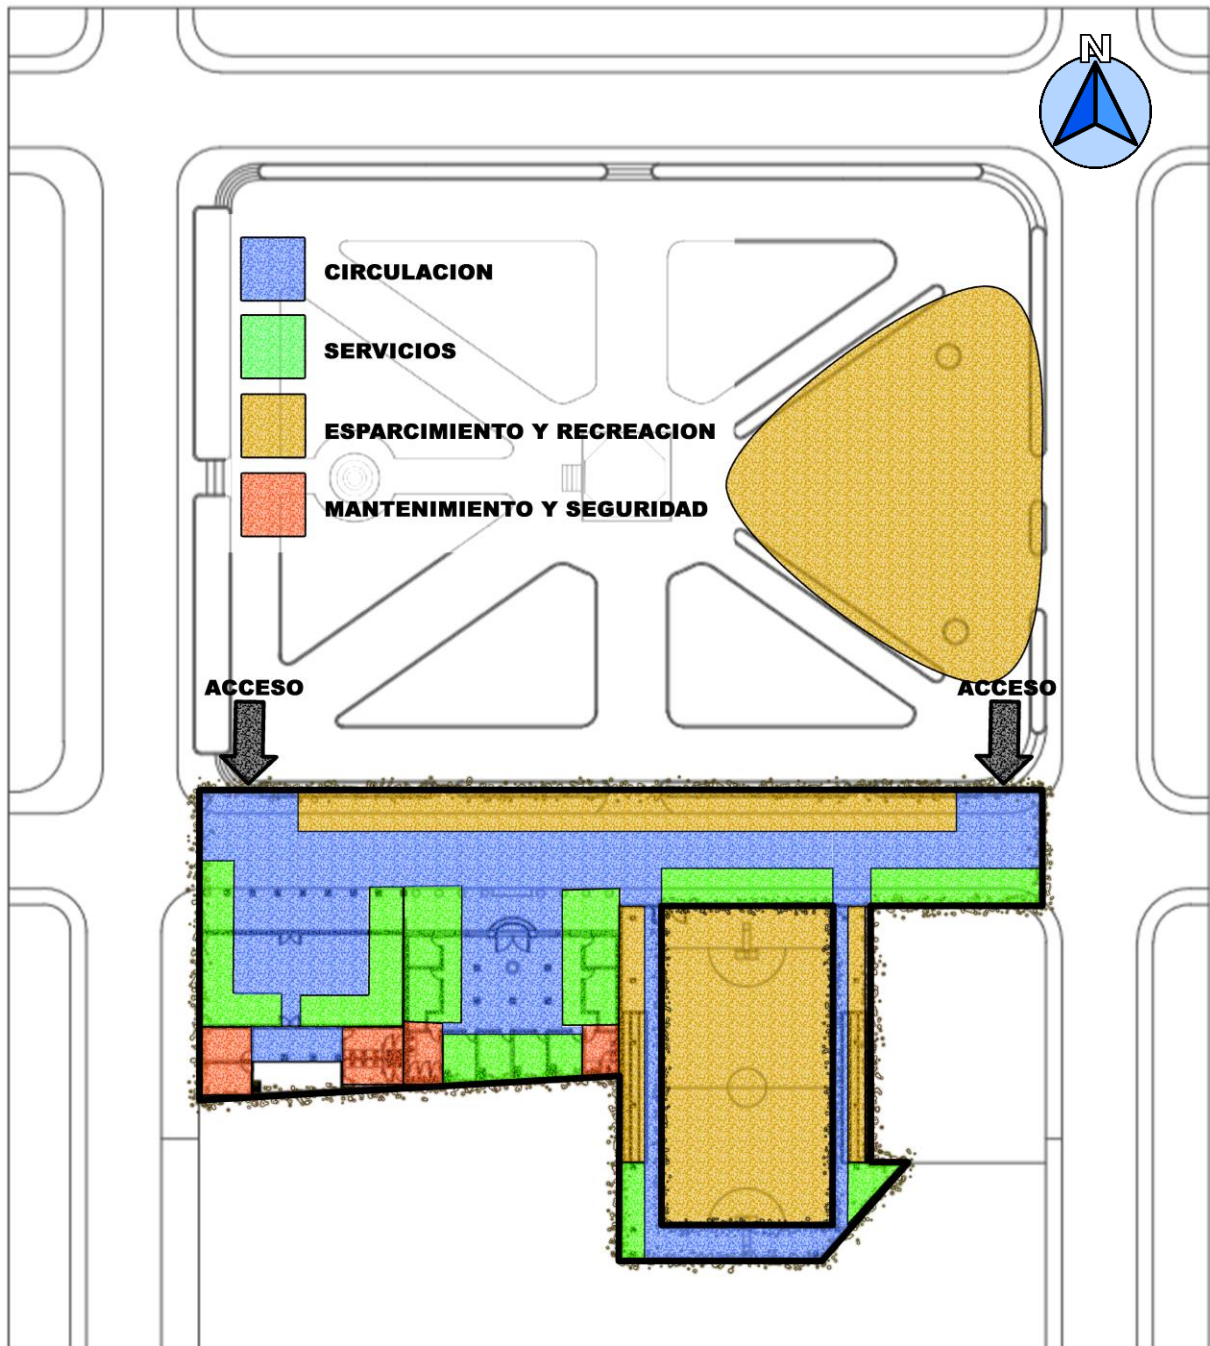 N
CIRCULACION
SERVICIOS
ESPARCIMIENTO Y RECREACION
MANTENIMIENTO Y SEGURIDAD
ACCESO
ACCESO